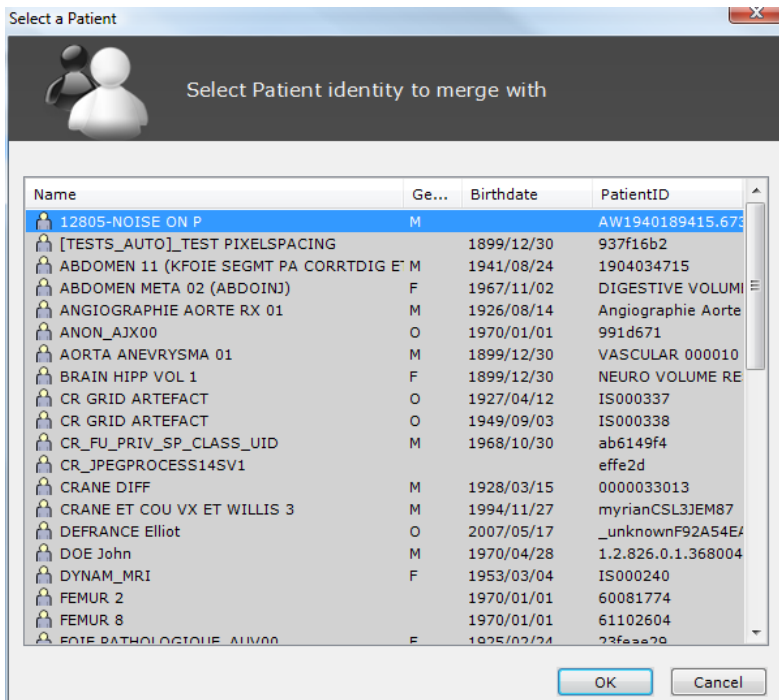 Select a Patient
Select Patient identity to merge with
Name Ge... Birthdate PatientID
12805-NOISE ON P M AW1940189415.673
[TESTS_AUTO]_TEST PIXELSPACING 1899/12/30 937f16b2
ABDOMEN 11 (KFOIE SEGMT PA CORRTDIG ET M 1941/08/24 1904034715
ABDOMEN META 02 (ABDOINJ) F 1967/11/02 DIGESTIVE VOLUMI
ANGIOGRAPHIE AORTE RX 01 M 1926/08/14 Angiographie Aorte
ANON_AJX00 O 1970/01/01 991d671
AORTA ANEVRYSMA 01 M 1899/12/30 VASCULAR 000010
BRAIN HIPP VOL 1 F 1899/12/30 NEURO VOLUME RE
CR GRID ARTEFACT O 1927/04/12 IS000337
CR GRID ARTEFACT O 1949/09/03 IS000338
CR_FU_PRIV_SP_CLASS_UID M 1968/10/30 ab6149f4
CR_JPEGPROCESS14SV1 effe2d
CRANE DIFF M 1928/03/15 0000033013
CRANE ET COU VX ET WILLIS 3 M 1994/11/27 myrianCSL3JEM87
DEFRANCE Elliot O 2007/05/17 _unknownF92A54EA
DOE John M 1970/04/28 1.2.826.0.1.368004
DYNAM_MRI F 1953/03/04 IS000240
FEMUR 2 1970/01/01 60081774
FEMUR 8 1970/01/01 61102604
FOIE PATHOLOGIQUE_AUV00 F 1925/02/24 23feae29
OK Cancel